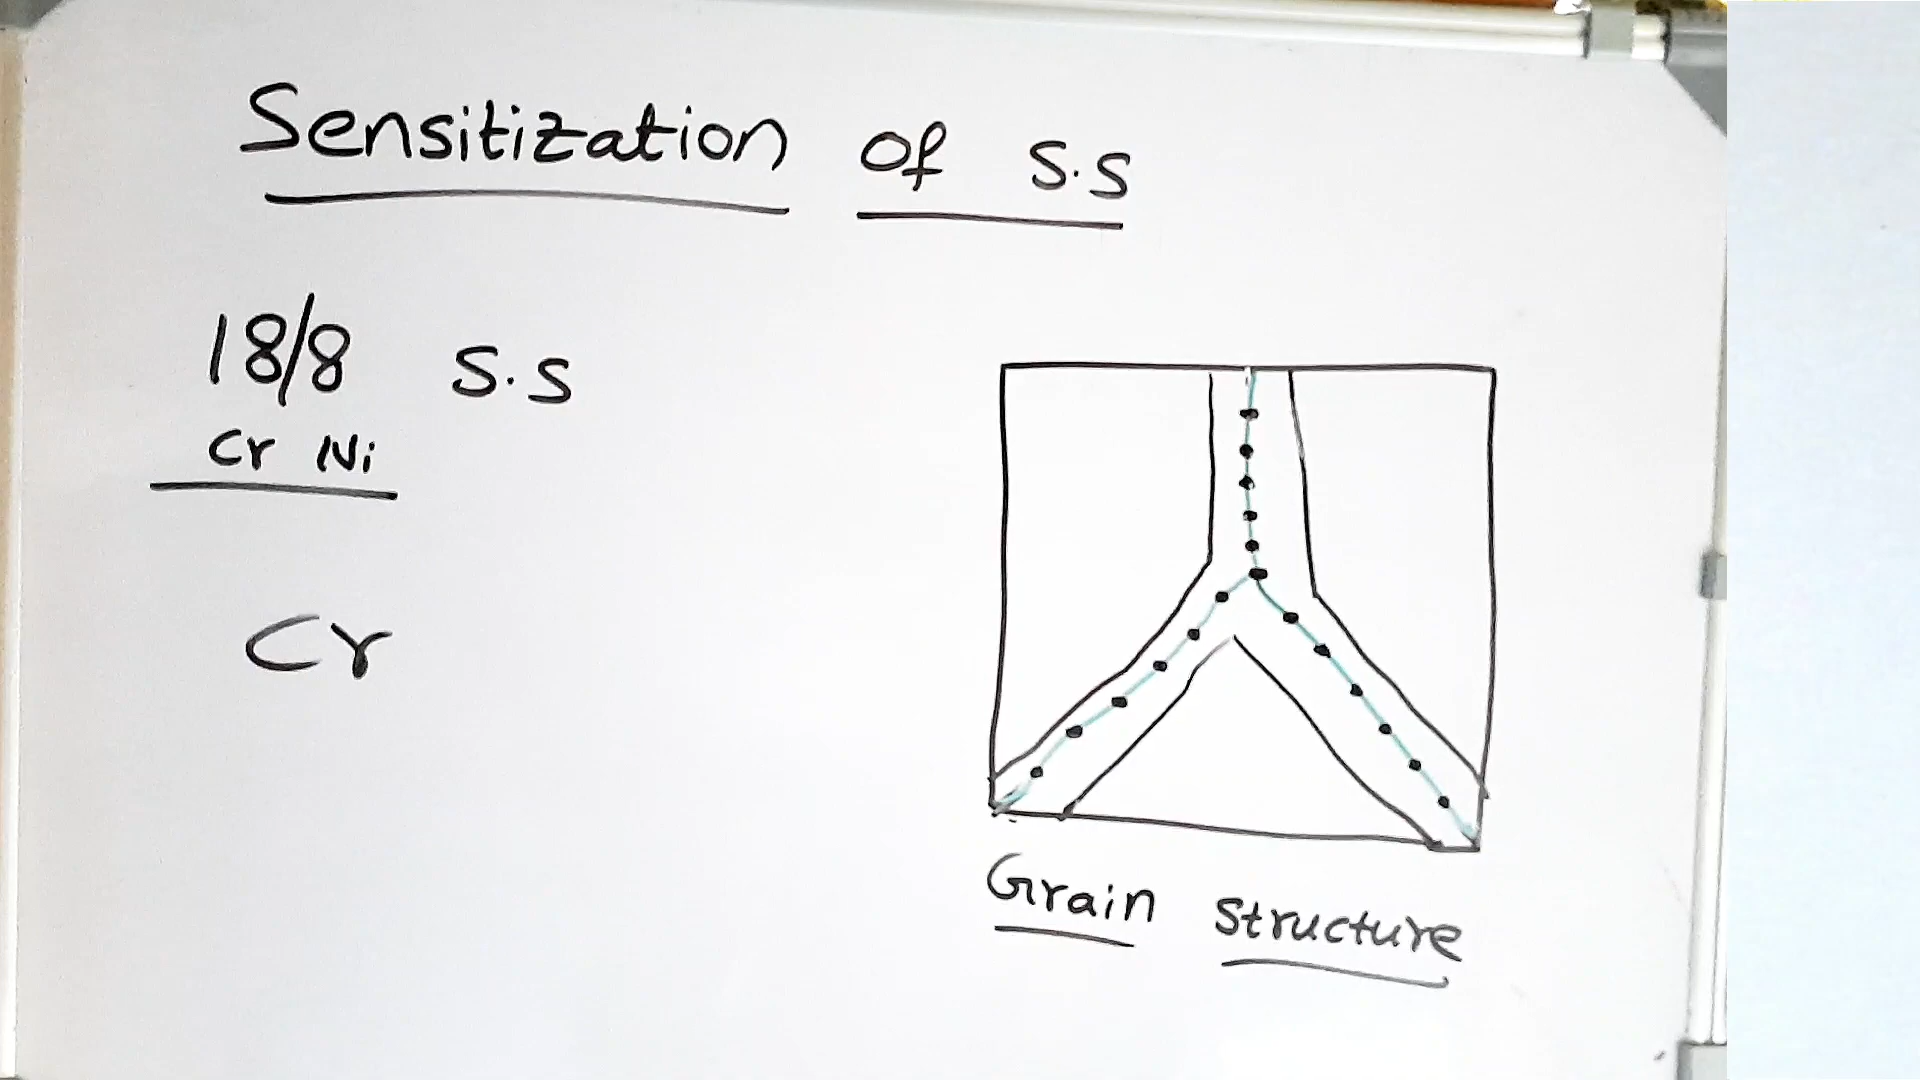 Sensitization of S.S
18/8 S.S
Cr Ni
Cr
Grain Structure